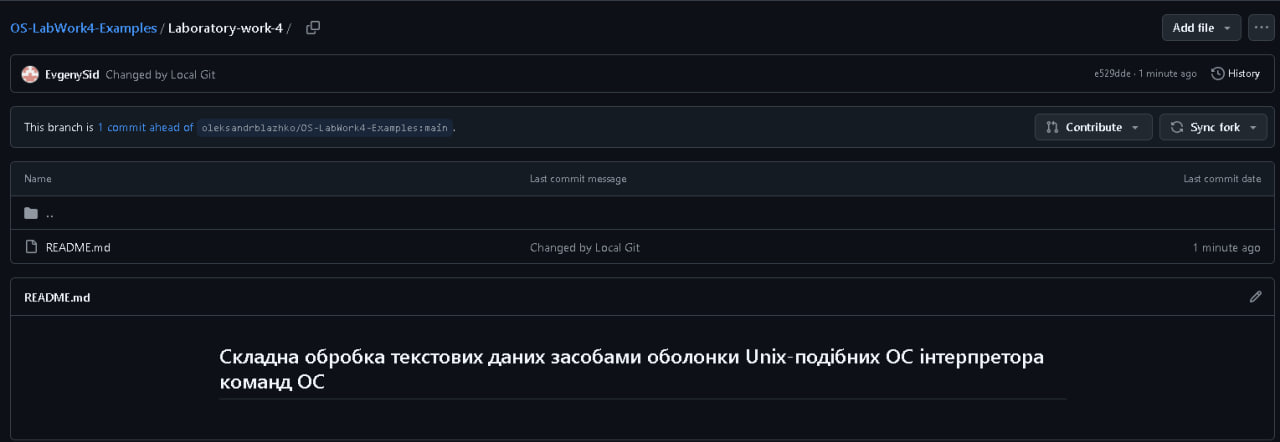 OS-LabWork4-Examples / Laboratory-work-4 /
Add file
EvgenySid Changed by Local Git
e529dde · 1 minute ago
History
This branch is 1 commit ahead of oleksandrblazhko/OS-LabWork4-Examples:main.
Contribute
Sync fork
Name Last commit message Last commit date
..
README.md Changed by Local Git 1 minute ago
README.md
Складна обробка текстових даних засобами оболонки Unix-подібних ОС інтерпретора
команд ОС